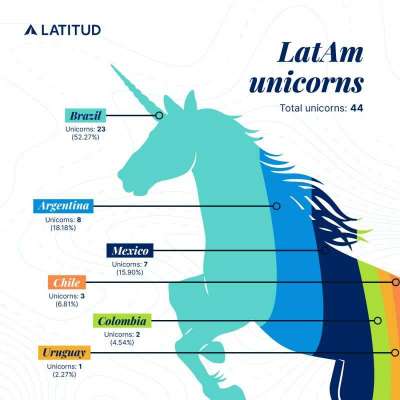 LATITUD
LatAm
unicorns
Total unicorns: 44
Brazil
Unicorns: 23
(52.27%)
Argentina
Unicorns: 8
(18.18%)
Mexico
Unicorns: 7
(15.90%)
Chile
Unicorns: 3
(6.81%)
Colombia
Unicorns: 2
(4.54%)
Uruguay
Unicorns: 1
(2.27%)